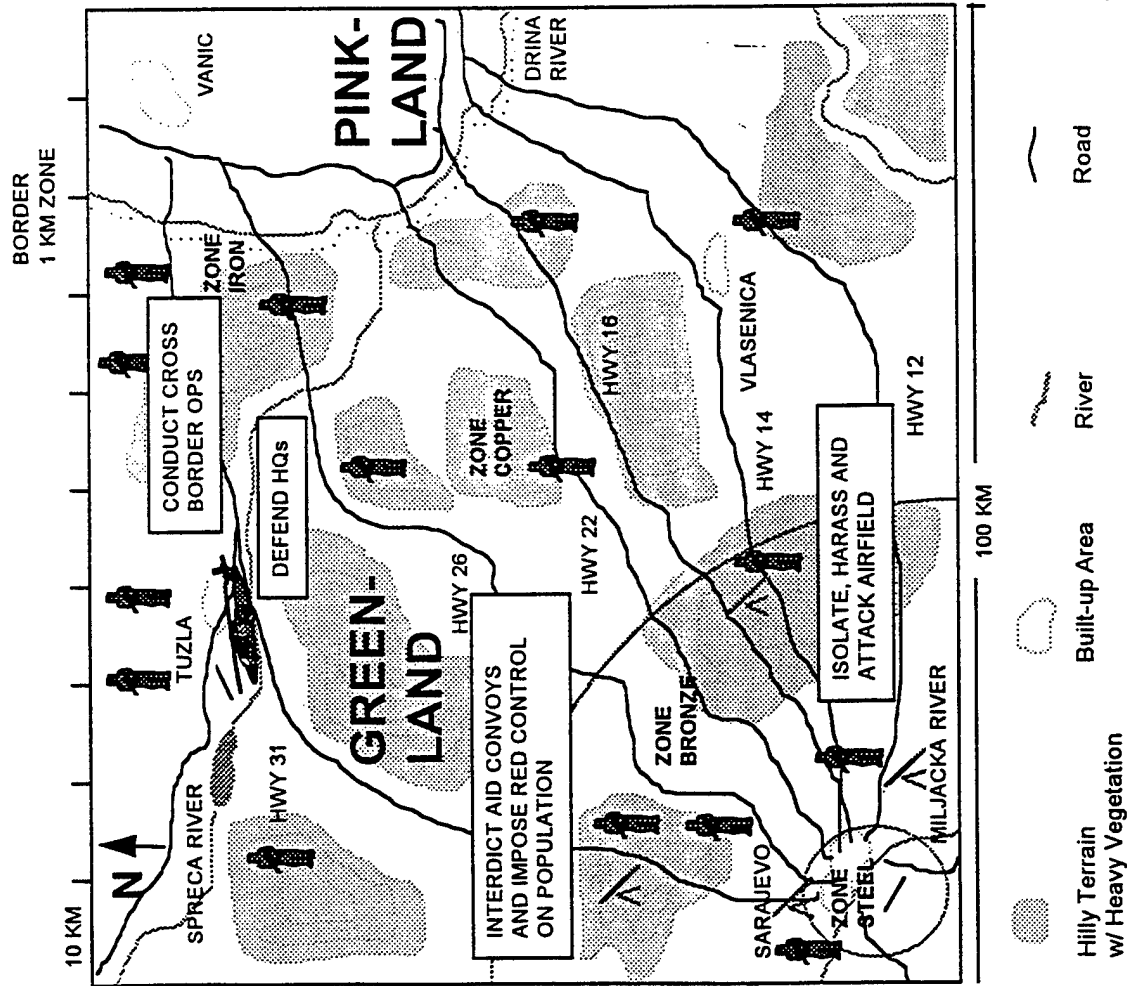 BORDER
1 KM ZONE
10 KM
N
VANIC
PINK-
LAND
DRINA
RIVER
ZONE
IRON
CONDUCT CROSS
BORDER OPS
DEFEND HQs
TUZLA
SPRECA RIVER
HWY 31
GREEN-
LAND
HWY 26
ZONE
COPPER
HWY 22
HWY 16
VLASENICA
HWY 14
HWY 12
INTERDICT AID CONVOYS
AND IMPOSE RED CONTROL
ON POPULATION
ZONE
BRONZE
ISOLATE, HARASS AND
ATTACK AIRFIELD
SARAJEVO
ZONE
STEEL
MILJACKA RIVER
100 KM
Hilly Terrain
w/ Heavy Vegetation
Built-up Area
River
Road